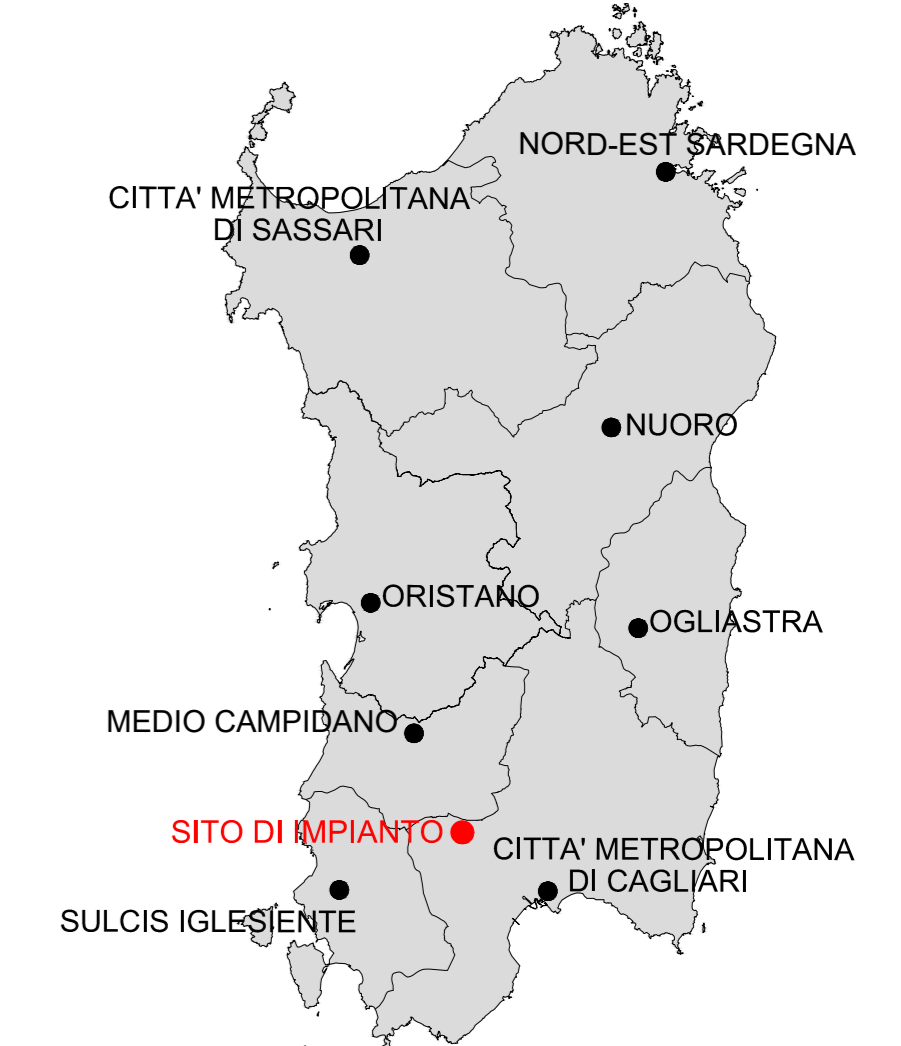 NORD-EST SARDEGNA
CITTA' METROPOLITANA
DI SASSARI
NUORO
ORISTANO
OGLIASTRA
MEDIO CAMPIDANO
SITO DI IMPIANTO
CITTA' METROPOLITANA
DI CAGLIARI
SULCIS IGLESIENTE